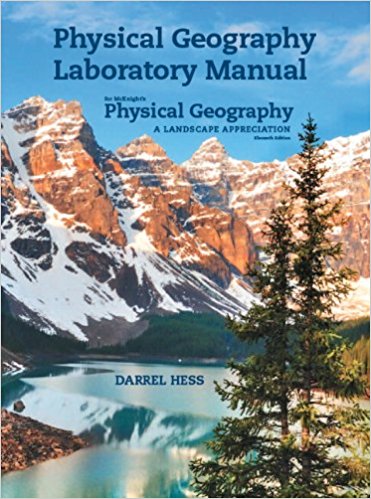 Physical Geography
Laboratory Manual
for McKnight's
Physical Geography
A LANDSCAPE APPRECIATION
Eleventh Edition
DARREL HESS